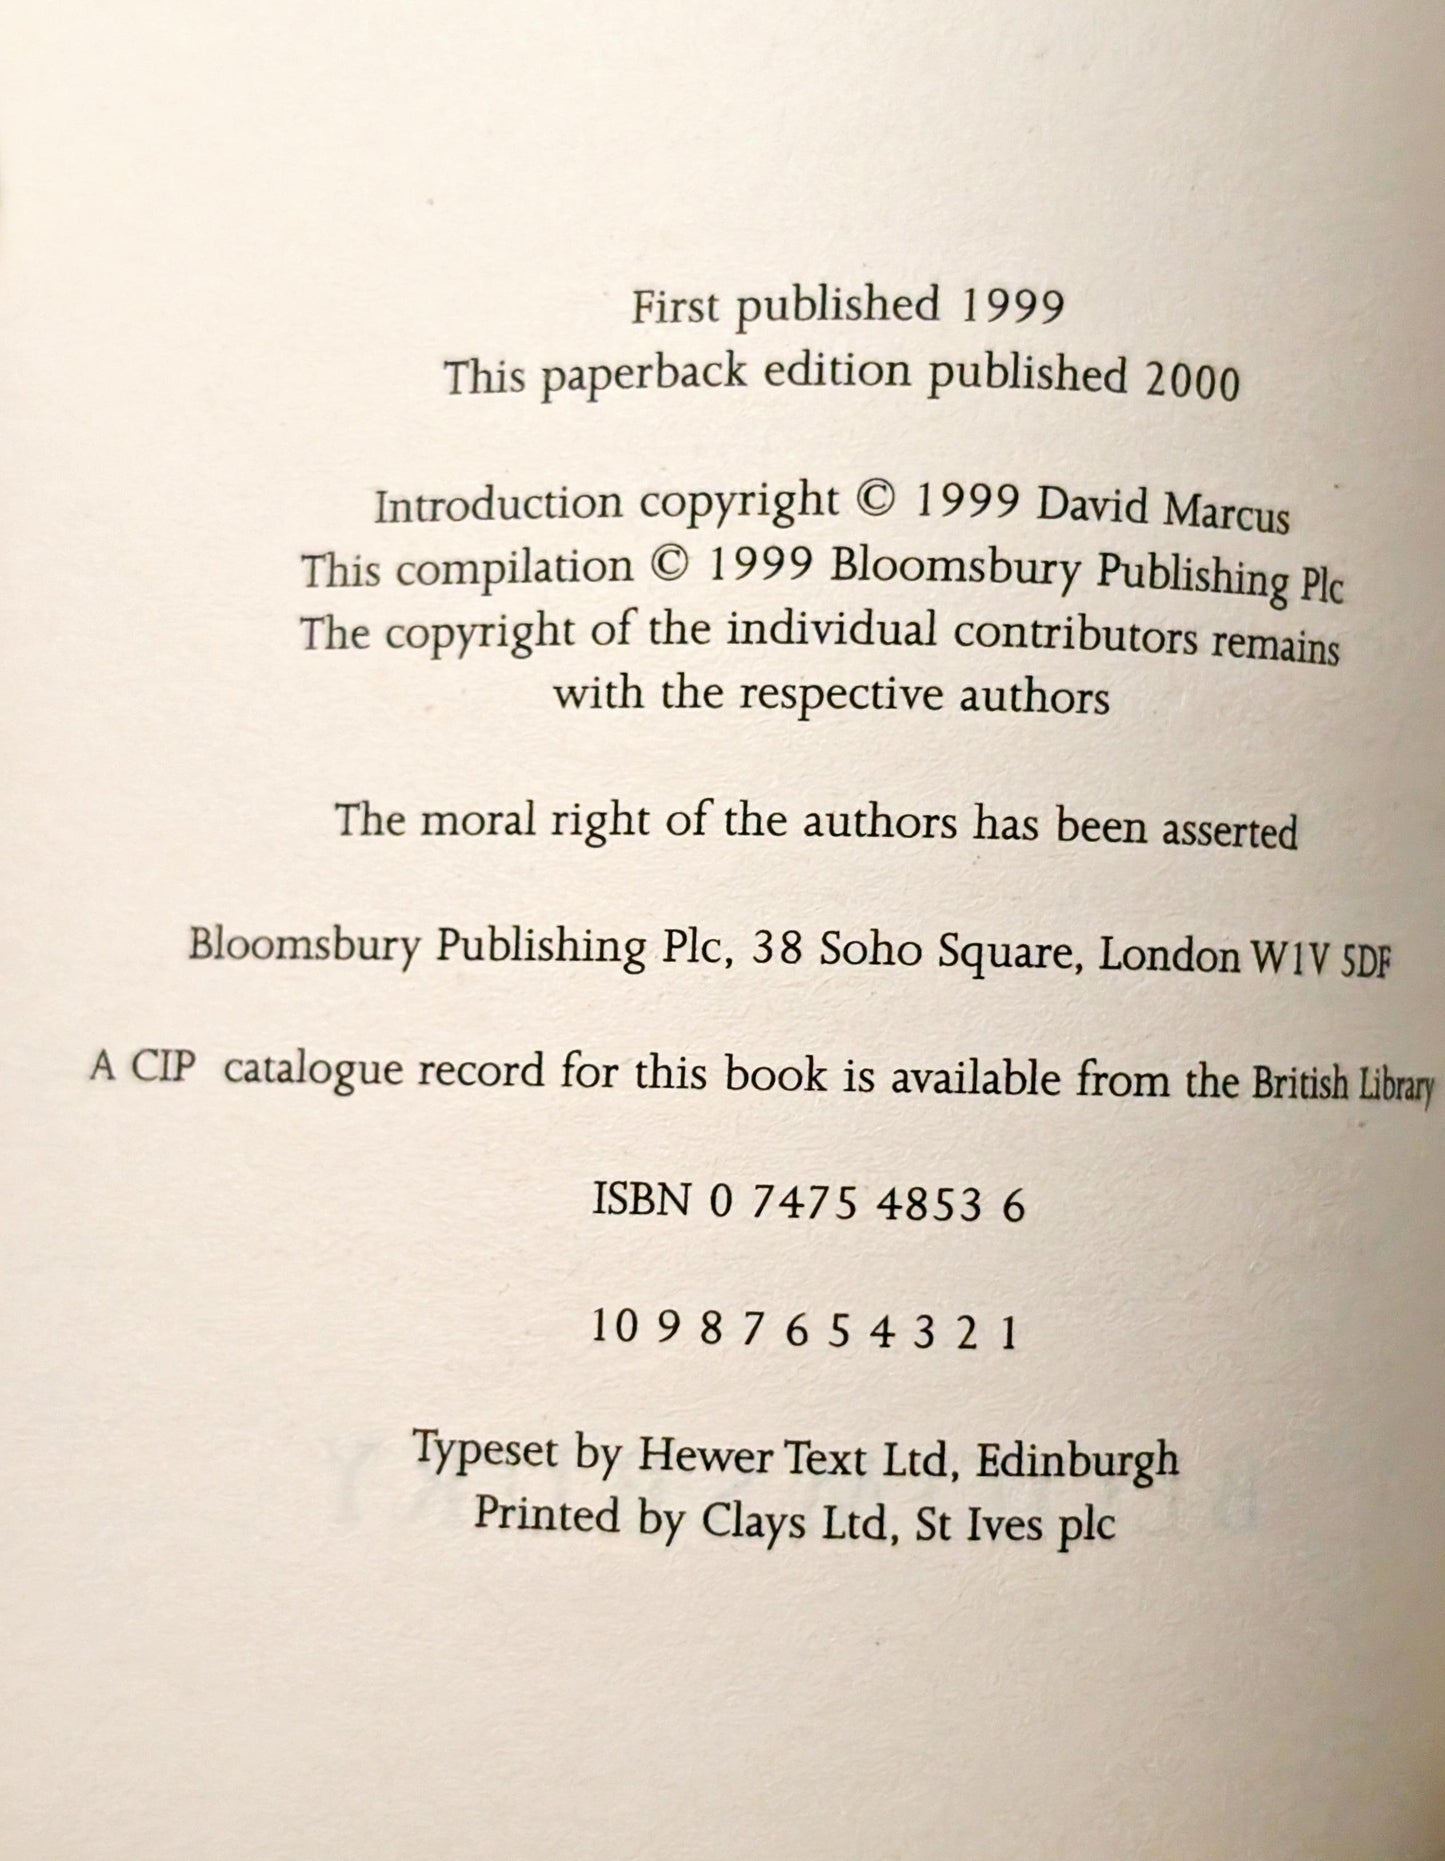 First published 1999
This paperback edition published 2000
Introduction copyright © 1999 David Marcus
This compilation © 1999 Bloomsbury Publishing Plc
The copyright of the individual contributors remains
with the respective authors
The moral right of the authors has been asserted
Bloomsbury Publishing Plc, 38 Soho Square, London W1V 5DF
A CIP catalogue record for this book is available from the British Library
ISBN 0 7475 4853 6
10 9 8 7 6 5 4 3 2 1
Typeset by Hewer Text Ltd, Edinburgh
Printed by Clays Ltd, St Ives plc